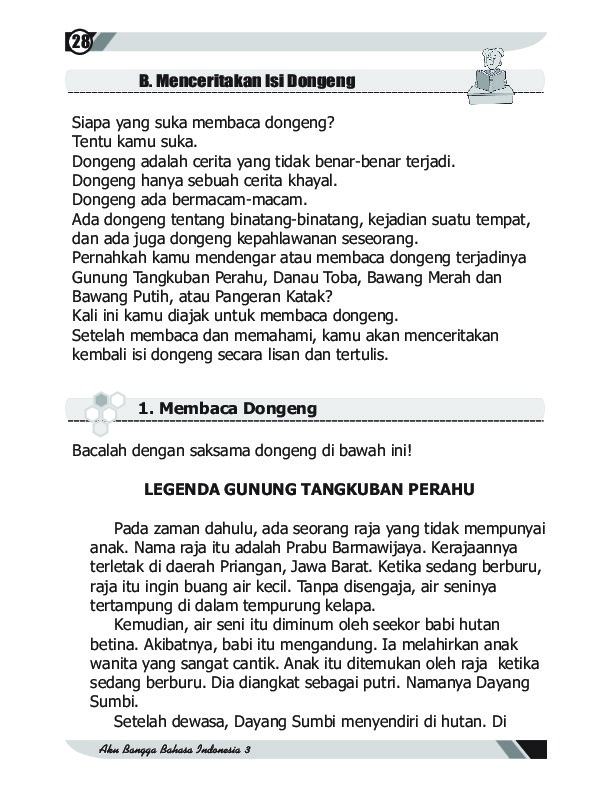 28
B. Menceritakan Isi Dongeng
Siapa yang suka membaca dongeng?
Tentu kamu suka.
Dongeng adalah cerita yang tidak benar-benar terjadi.
Dongeng hanya sebuah cerita khayal.
Dongeng ada bermacam-macam.
Ada dongeng tentang binatang-binatang, kejadian suatu tempat,
dan ada juga dongeng kepahlawanan seseorang.
Pernahkah kamu mendengar atau membaca dongeng terjadinya
Gunung Tangkuban Perahu, Danau Toba, Bawang Merah dan
Bawang Putih, atau Pangeran Katak?
Kali ini kamu diajak untuk membaca dongeng.
Setelah membaca dan memahami, kamu akan menceritakan
kembali isi dongeng secara lisan dan tertulis.
1. Membaca Dongeng
Bacalah dengan saksama dongeng di bawah ini!
LEGENDA GUNUNG TANGKUBAN PERAHU
Pada zaman dahulu, ada seorang raja yang tidak mempunyai
anak. Nama raja itu adalah Prabu Barmawijaya. Kerajaannya
terletak di daerah Priangan, Jawa Barat. Ketika sedang berburu,
raja itu ingin buang air kecil. Tanpa disengaja, air seninya
tertampung di dalam tempurung kelapa.
Kemudian, air seni itu diminum oleh seekor babi hutan
betina. Akibatnya, babi itu mengandung. Ia melahirkan anak
wanita yang sangat cantik. Anak itu ditemukan oleh raja ketika
sedang berburu. Dia diangkat sebagai putri. Namanya Dayang
Sumbi.
Setelah dewasa, Dayang Sumbi menyendiri di hutan. Di
Aku Bangga Bahasa Indonesia 3